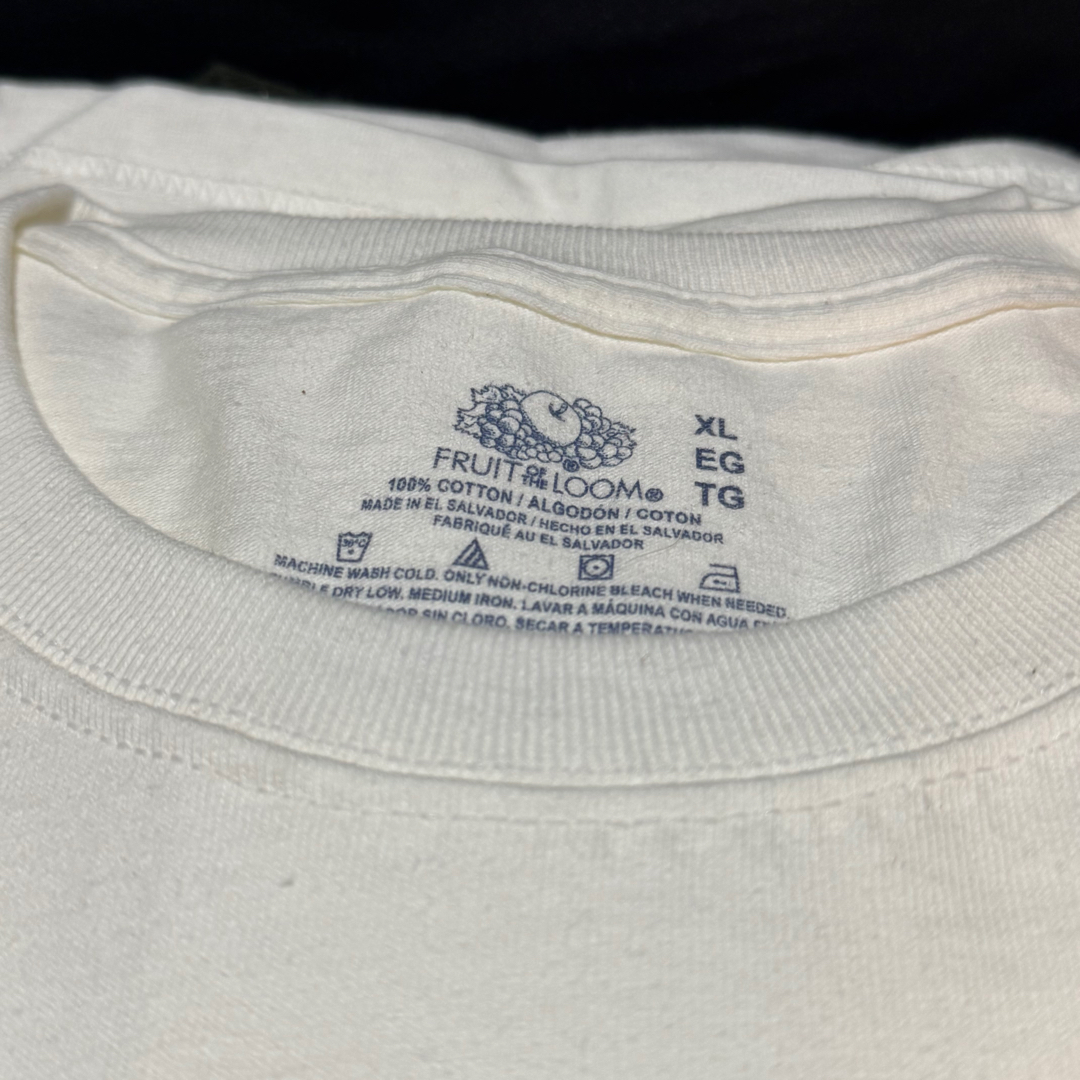 FRUIT OF THE LOOM®
XL
EG
TG
100% COTTON / ALGODÓN / COTON
MADE IN EL SALVADOR / HECHO EN EL SALVADOR
FABRIQUÉ AU EL SALVADOR
30°C
MACHINE WASH COLD. ONLY NON-CHLORINE BLEACH WHEN NEEDED.
DRY LOW. MEDIUM IRON. LAVAR A MÁQUINA CON AGUA
SIN CLORO. SECAR A